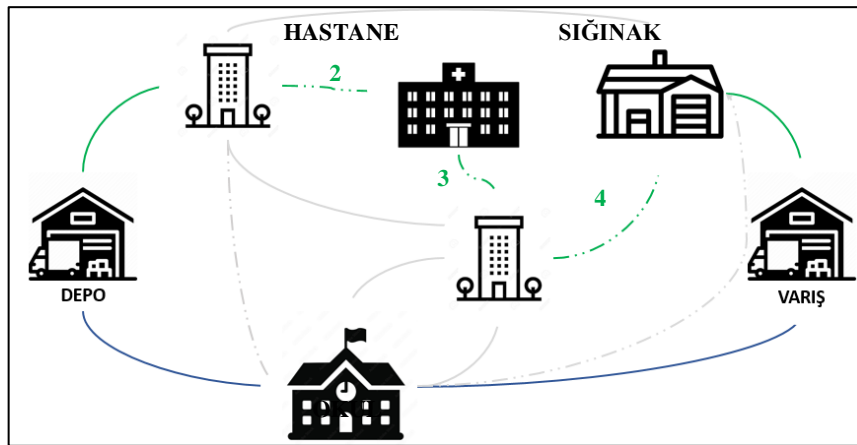 HASTANE
SIĞINAK
2
3
4
DEPO
VARIŞ